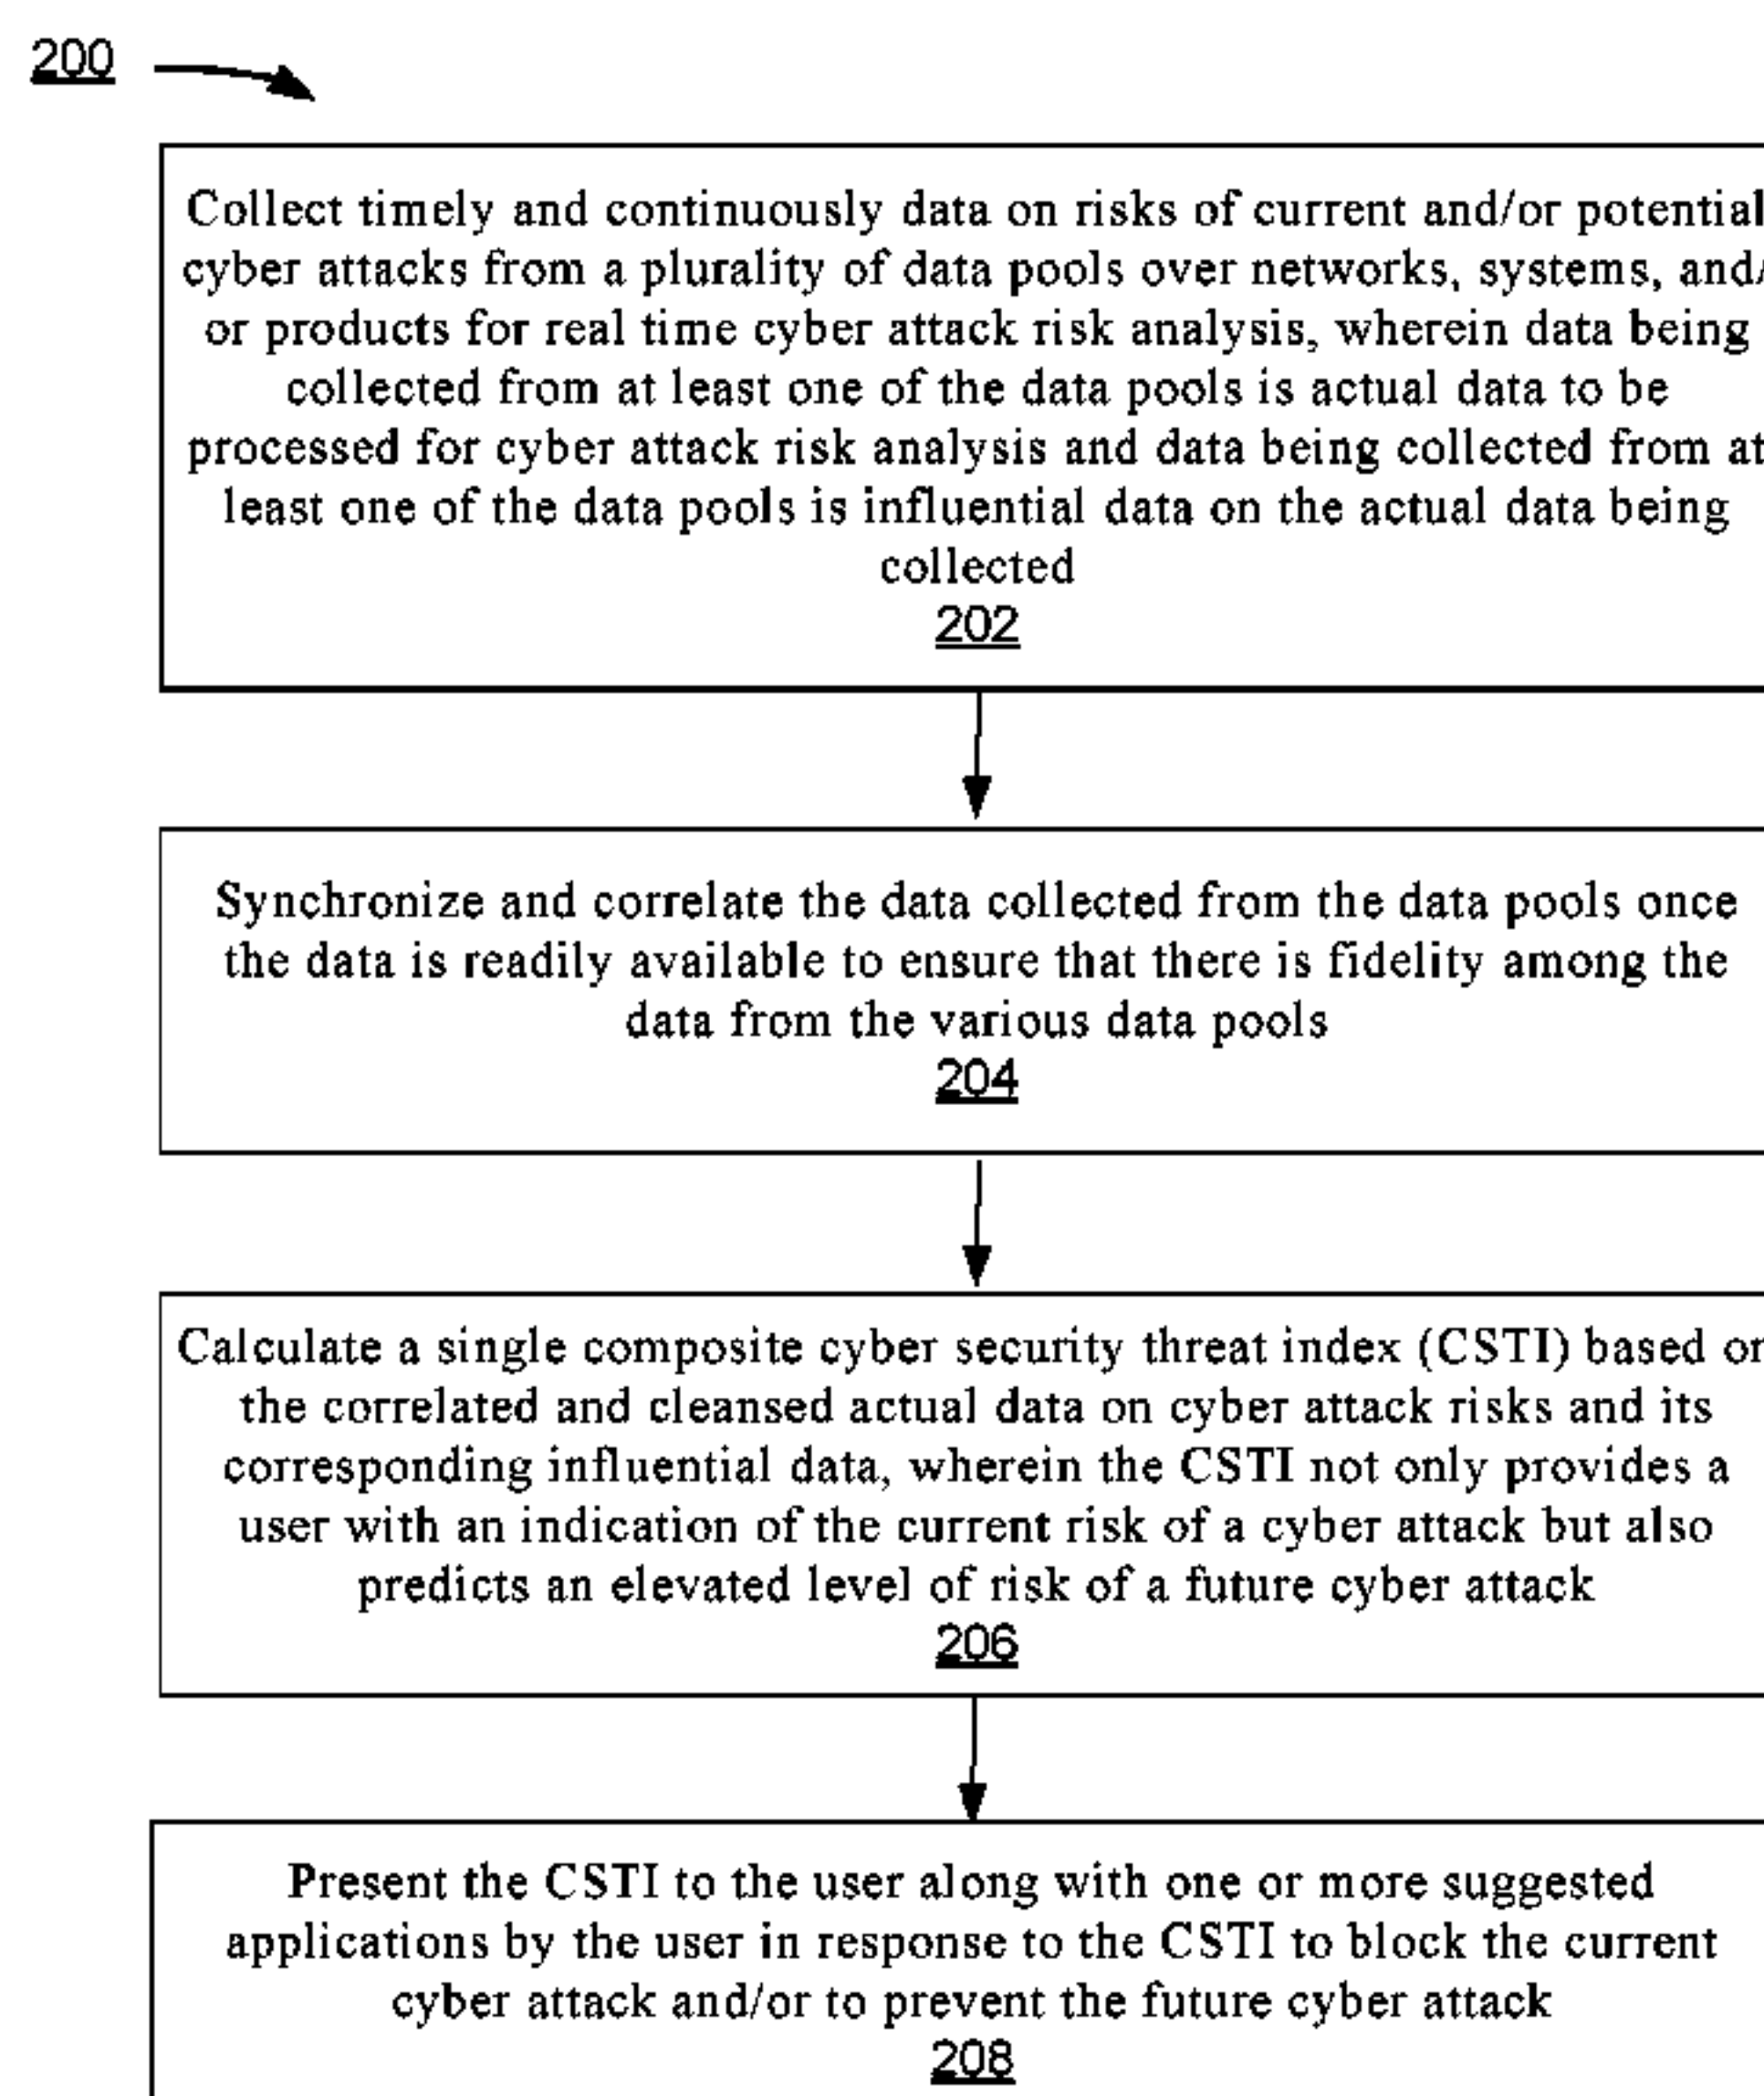 200
Collect timely and continuously data on risks of current and/or potential
cyber attacks from a plurality of data pools over networks, systems, and/
or products for real time cyber attack risk analysis, wherein data being
collected from at least one of the data pools is actual data to be
processed for cyber attack risk analysis and data being collected from at
least one of the data pools is influential data on the actual data being
collected
202
Synchronize and correlate the data collected from the data pools once
the data is readily available to ensure that there is fidelity among the
data from the various data pools
204
Calculate a single composite cyber security threat index (CSTI) based on
the correlated and cleansed actual data on cyber attack risks and its
corresponding influential data, wherein the CSTI not only provides a
user with an indication of the current risk of a cyber attack but also
predicts an elevated level of risk of a future cyber attack
206
Present the CSTI to the user along with one or more suggested
applications by the user in response to the CSTI to block the current
cyber attack and/or to prevent the future cyber attack
208